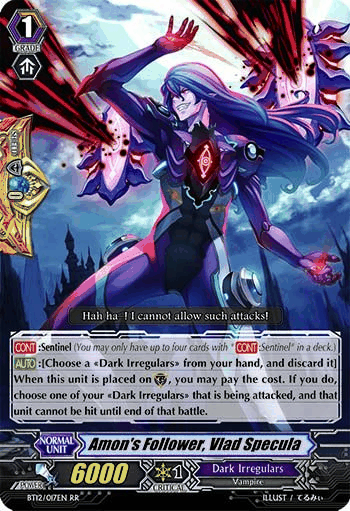 1
GRADE
SHIELD
0
Hah ha-! I cannot allow such attacks!
CONT :Sentinel (You may only have up to four cards with "CONT :Sentinel" in a deck.)
AUTO :[Choose a «Dark Irregulars» from your hand, and discard it]
When this unit is placed on , you may pay the cost. If you do,
choose one of your «Dark Irregulars» that is being attacked, and that
unit cannot be hit until end of that battle.
NORMAL UNIT
Amon's Follower, Vlad Specula
POWER 6000
1 CRITICAL
Dark Irregulars
Vampire
BT12/017EN RR
ILLUST / てるみぃ